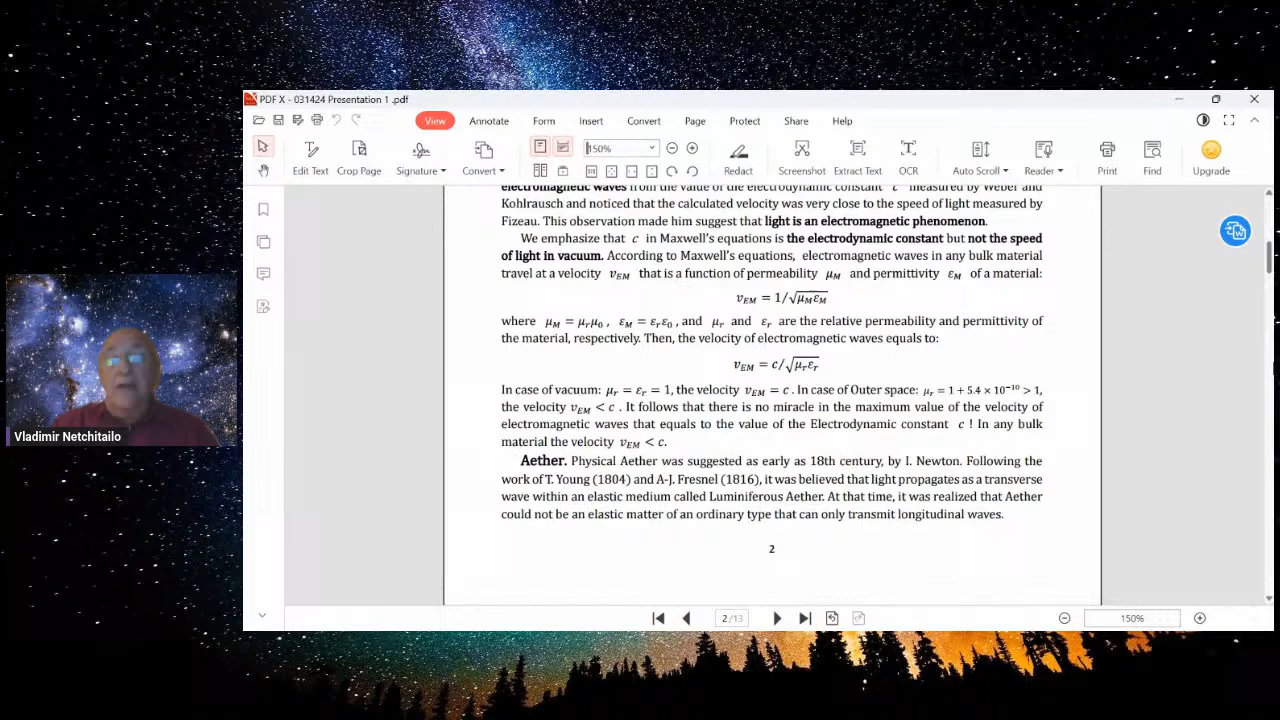 PDF X - 031424 Presentation 1 .pdf
View Annotate Form Insert Convert Page Protect Share Help
150%
Edit Text Crop Page Signature Convert Redact Screenshot Extract Text OCR Auto Scroll Reader Print Find Upgrade
electromagnetic waves from the value of the electrodynamic constant c measured by Weber and
Kohlrausch and noticed that the calculated velocity was very close to the speed of light measured by
Fizeau. This observation made him suggest that light is an electromagnetic phenomenon.
We emphasize that c in Maxwell's equations is the electrodynamic constant but not the speed
of light in vacuum. According to Maxwell's equations, electromagnetic waves in any bulk material
travel at a velocity v_EM that is a function of permeability μ_M and permittivity ε_M of a material:
v_EM = 1/√μ_Mε_M
where μ_M = μ_rμ_0 , ε_M = ε_rε_0 , and μ_r and ε_r are the relative permeability and permittivity of
the material, respectively. Then, the velocity of electromagnetic waves equals to:
v_EM = c/√μ_rε_r
In case of vacuum: μ_r = ε_r = 1, the velocity v_EM = c . In case of Outer space: μ_r = 1 + 5.4 × 10⁻¹⁰ > 1,
the velocity v_EM < c . It follows that there is no miracle in the maximum value of the velocity of
electromagnetic waves that equals to the value of the Electrodynamic constant c ! In any bulk
material the velocity v_EM < c.
Aether. Physical Aether was suggested as early as 18th century, by I. Newton. Following the
work of T. Young (1804) and A-J. Fresnel (1816), it was believed that light propagates as a transverse
wave within an elastic medium called Luminiferous Aether. At that time, it was realized that Aether
could not be an elastic matter of an ordinary type that can only transmit longitudinal waves.
2
2/13
150%
Vladimir Netchitailo